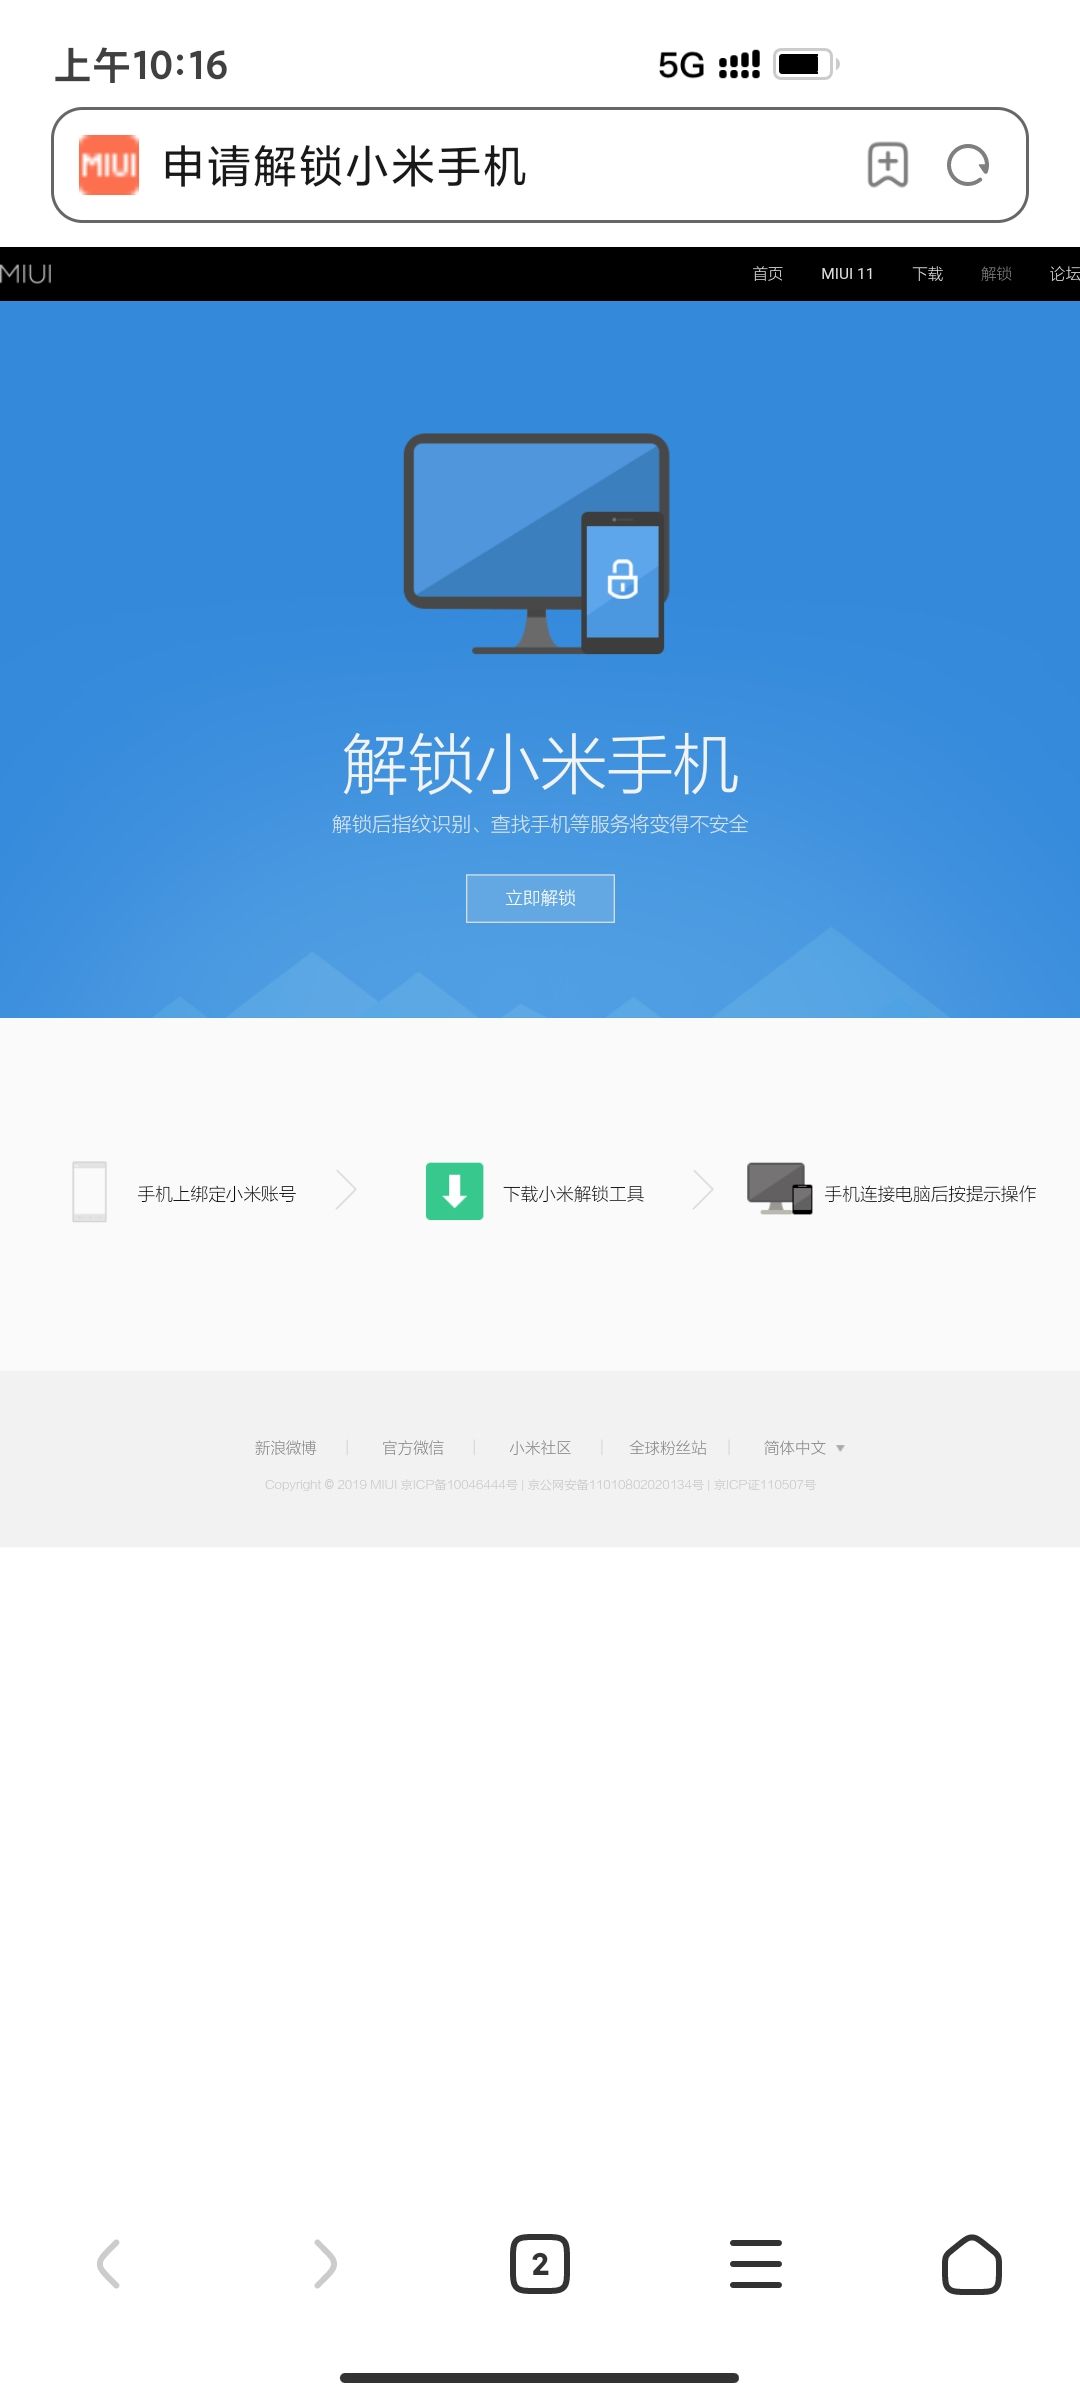 上午10:16
5G
MIUI 申请解锁小米手机
MIUI 首页 MIUI 11 下载 解锁 论坛
解锁小米手机
解锁后指纹识别、查找手机等服务将变得不安全
立即解锁
手机上绑定小米账号 下载小米解锁工具 手机连接电脑后按提示操作
新浪微博 | 官方微信 | 小米社区 | 全球粉丝站 | 简体中文
Copyright © 2019 MIUI 京ICP备10046444号 | 京公网安备11010802020134号 | 京ICP证110507号
2